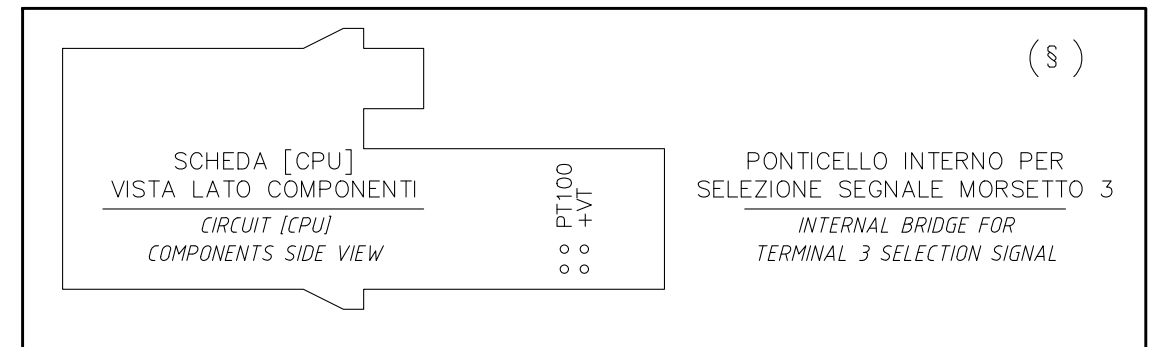 (§)
SCHEDA [CPU]
VISTA LATO COMPONENTI
CIRCUIT [CPU]
COMPONENTS SIDE VIEW
PT100
+VT
PONTICELLO INTERNO PER
SELEZIONE SEGNALE MORSETTO 3
INTERNAL BRIDGE FOR
TERMINAL 3 SELECTION SIGNAL